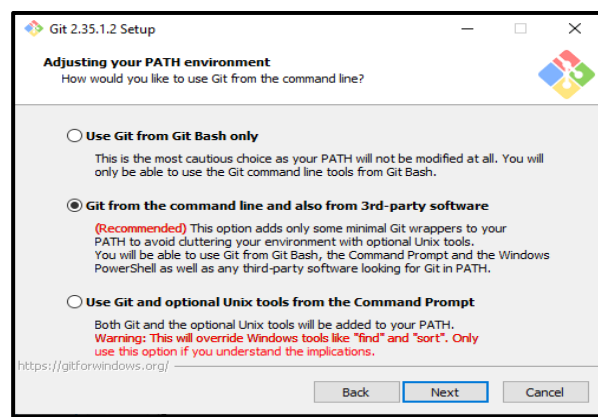 Git 2.35.1.2 Setup
Adjusting your PATH environment
How would you like to use Git from the command line?
Use Git from Git Bash only
This is the most cautious choice as your PATH will not be modified at all. You will
only be able to use the Git command line tools from Git Bash.
Git from the command line and also from 3rd-party software
(Recommended) This option adds only some minimal Git wrappers to your
PATH to avoid cluttering your environment with optional Unix tools.
You will be able to use Git from Git Bash, the Command Prompt and the Windows
PowerShell as well as any third-party software looking for Git in PATH.
Use Git and optional Unix tools from the Command Prompt
Both Git and the optional Unix tools will be added to your PATH.
Warning: This will override Windows tools like "find" and "sort". Only
use this option if you understand the implications.
https://gitforwindows.org/
Back Next Cancel